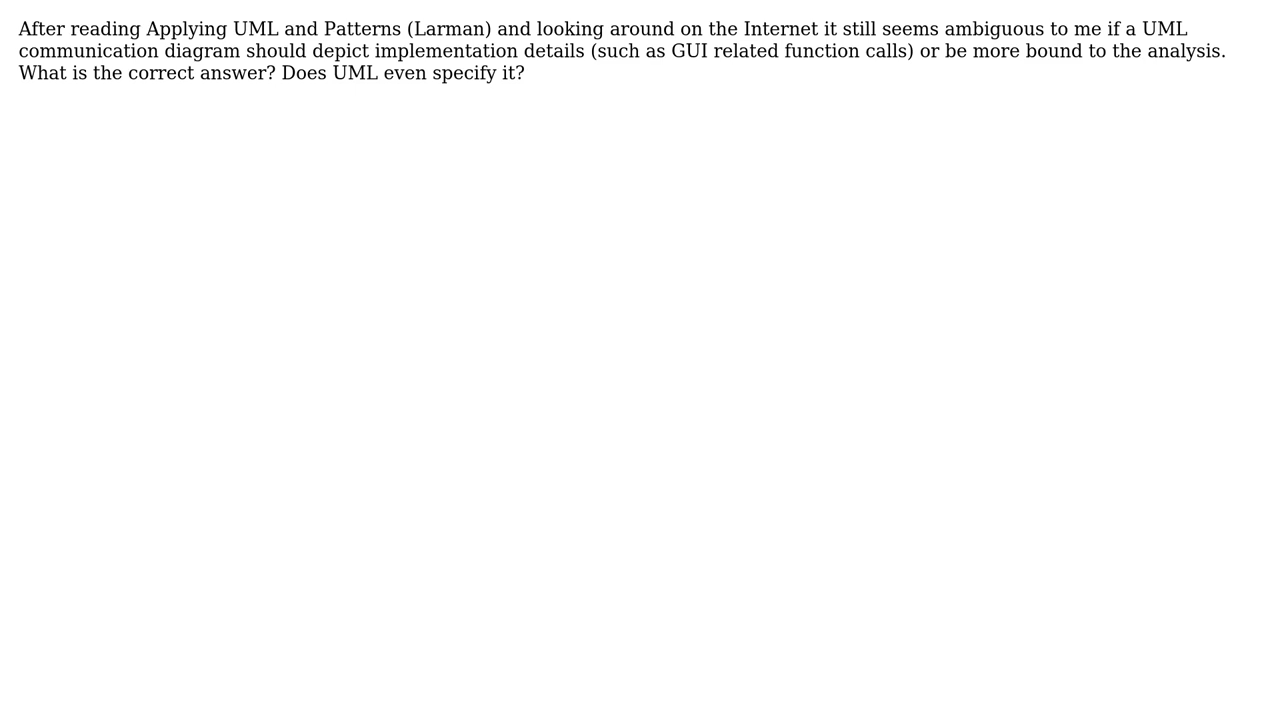 After reading Applying UML and Patterns (Larman) and looking around on the Internet it still seems ambiguous to me if a UML
communication diagram should depict implementation details (such as GUI related function calls) or be more bound to the analysis.
What is the correct answer? Does UML even specify it?